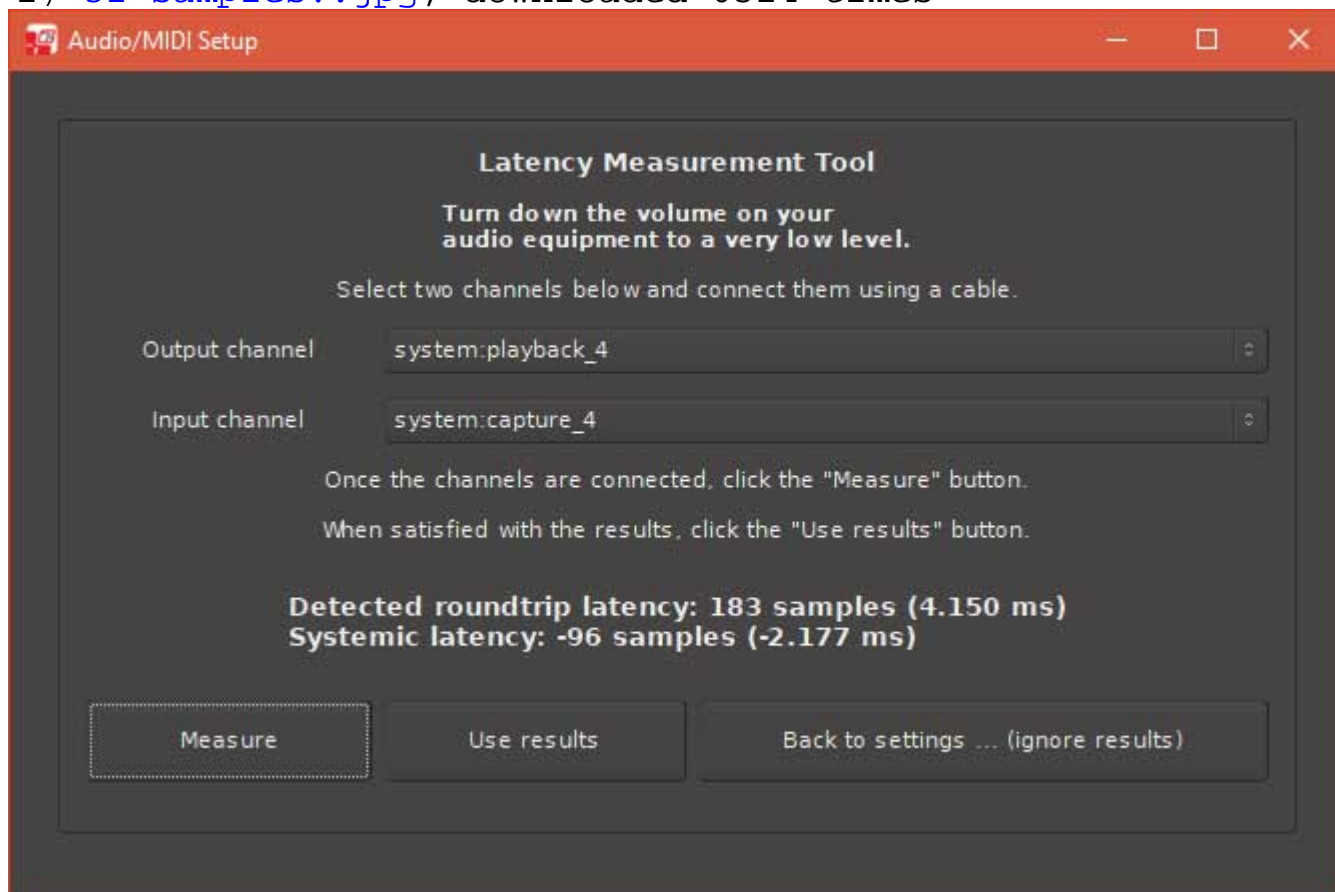 Audio/MIDI Setup
Latency Measurement Tool
Turn down the volume on your
audio equipment to a very low level.
Select two channels below and connect them using a cable.
Output channel system:playback_4
Input channel system:capture_4
Once the channels are connected, click the "Measure" button.
When satisfied with the results, click the "Use results" button.
Detected roundtrip latency: 183 samples (4.150 ms)
Systemic latency: -96 samples (-2.177 ms)
Measure Use results Back to settings ... (ignore results)